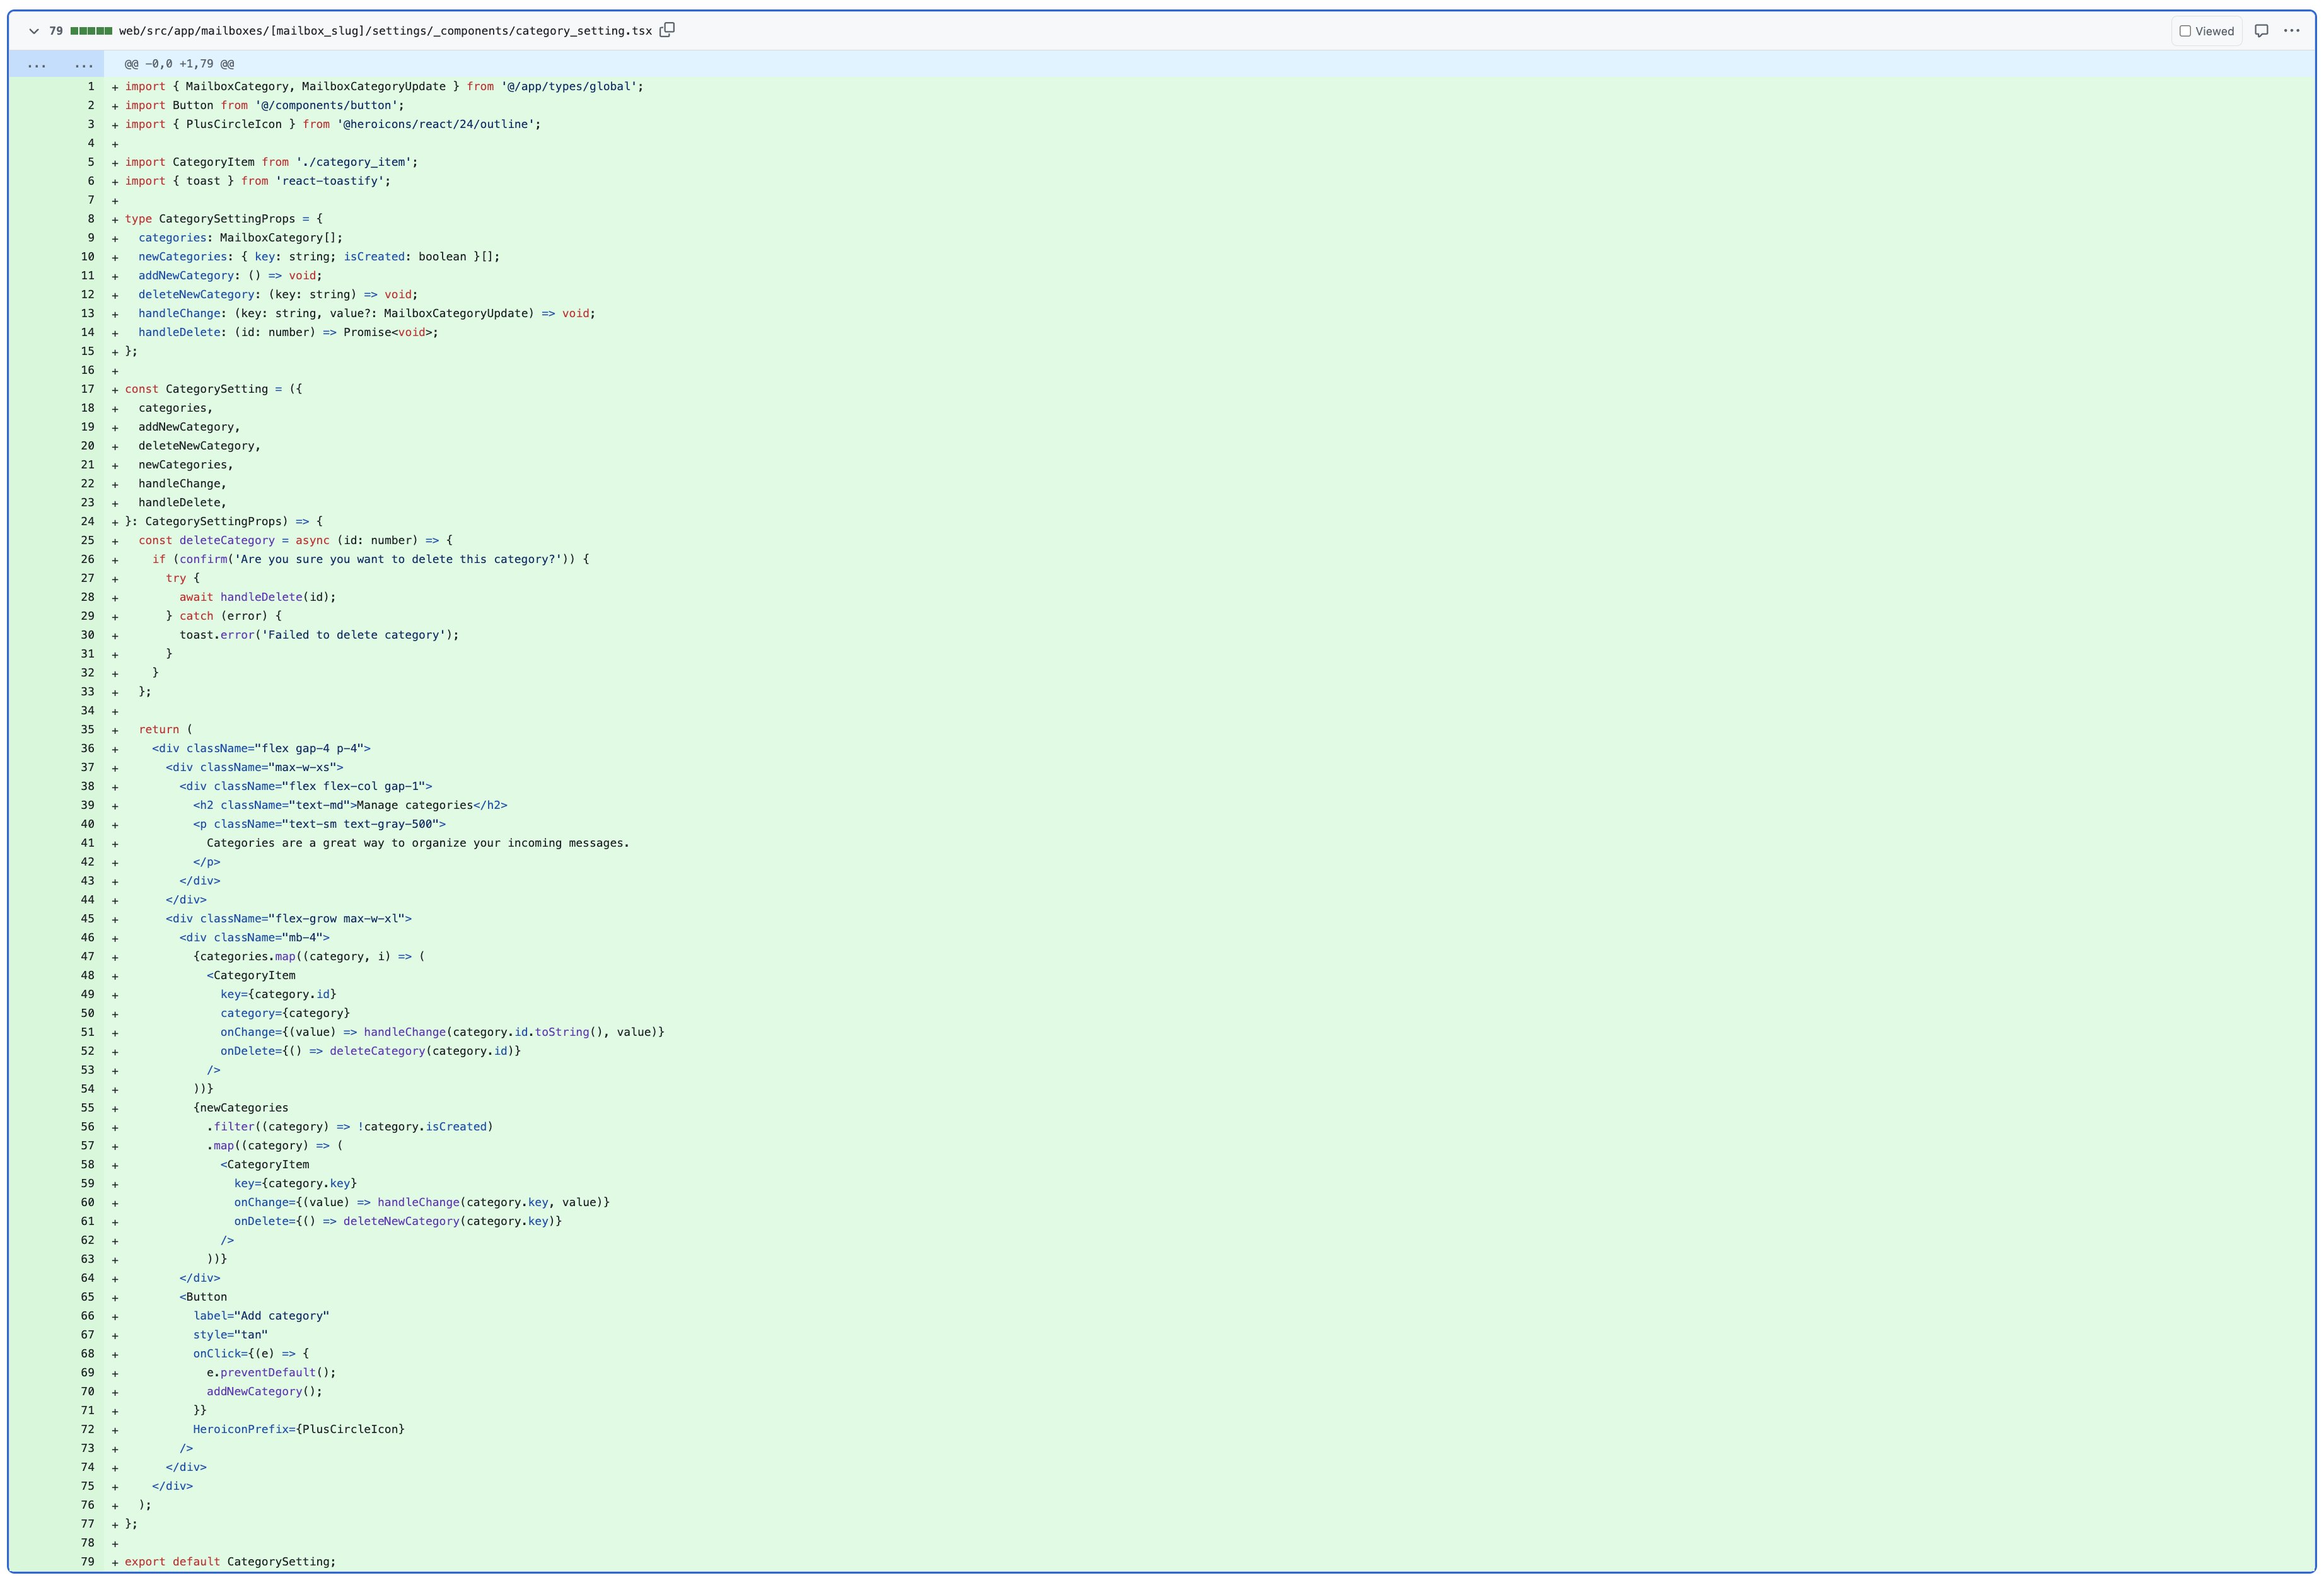 79 web/src/app/mailboxes/[mailbox_slug]/settings/_components/category_setting.tsx Viewed ...
... ... @@ -0,0 +1,79 @@
1 + import { MailboxCategory, MailboxCategoryUpdate } from '@/app/types/global';
2 + import Button from '@/components/button';
3 + import { PlusCircleIcon } from '@heroicons/react/24/outline';
4 +
5 + import CategoryItem from './category_item';
6 + import { toast } from 'react-toastify';
7 +
8 + type CategorySettingProps = {
9 +   categories: MailboxCategory[];
10 +   newCategories: { key: string; isCreated: boolean }[];
11 +   addNewCategory: () => void;
12 +   deleteNewCategory: (key: string) => void;
13 +   handleChange: (key: string, value?: MailboxCategoryUpdate) => void;
14 +   handleDelete: (id: number) => Promise<void>;
15 + };
16 +
17 + const CategorySetting = ({
18 +   categories,
19 +   addNewCategory,
20 +   deleteNewCategory,
21 +   newCategories,
22 +   handleChange,
23 +   handleDelete,
24 + }: CategorySettingProps) => {
25 +   const deleteCategory = async (id: number) => {
26 +     if (confirm('Are you sure you want to delete this category?')) {
27 +       try {
28 +         await handleDelete(id);
29 +       } catch (error) {
30 +         toast.error('Failed to delete category');
31 +       }
32 +     }
33 +   };
34 +
35 +   return (
36 +     <div className="flex gap-4 p-4">
37 +       <div className="max-w-xs">
38 +         <div className="flex flex-col gap-1">
39 +           <h2 className="text-md">Manage categories</h2>
40 +           <p className="text-sm text-gray-500">
41 +             Categories are a great way to organize your incoming messages.
42 +           </p>
43 +         </div>
44 +       </div>
45 +       <div className="flex-grow max-w-xl">
46 +         <div className="mb-4">
47 +           {categories.map((category, i) => (
48 +             <CategoryItem
49 +               key={category.id}
50 +               category={category}
51 +               onChange={(value) => handleChange(category.id.toString(), value)}
52 +               onDelete={() => deleteCategory(category.id)}
53 +             />
54 +           ))}
55 +           {newCategories
56 +             .filter((category) => !category.isCreated)
57 +             .map((category) => (
58 +               <CategoryItem
59 +                 key={category.key}
60 +                 onChange={(value) => handleChange(category.key, value)}
61 +                 onDelete={() => deleteNewCategory(category.key)}
62 +               />
63 +             ))}
64 +         </div>
65 +         <Button
66 +           label="Add category"
67 +           style="tan"
68 +           onClick={(e) => {
69 +             e.preventDefault();
70 +             addNewCategory();
71 +           }}
72 +           HeroiconPrefix={PlusCircleIcon}
73 +         />
74 +       </div>
75 +     </div>
76 +   );
77 + };
78 +
79 + export default CategorySetting;